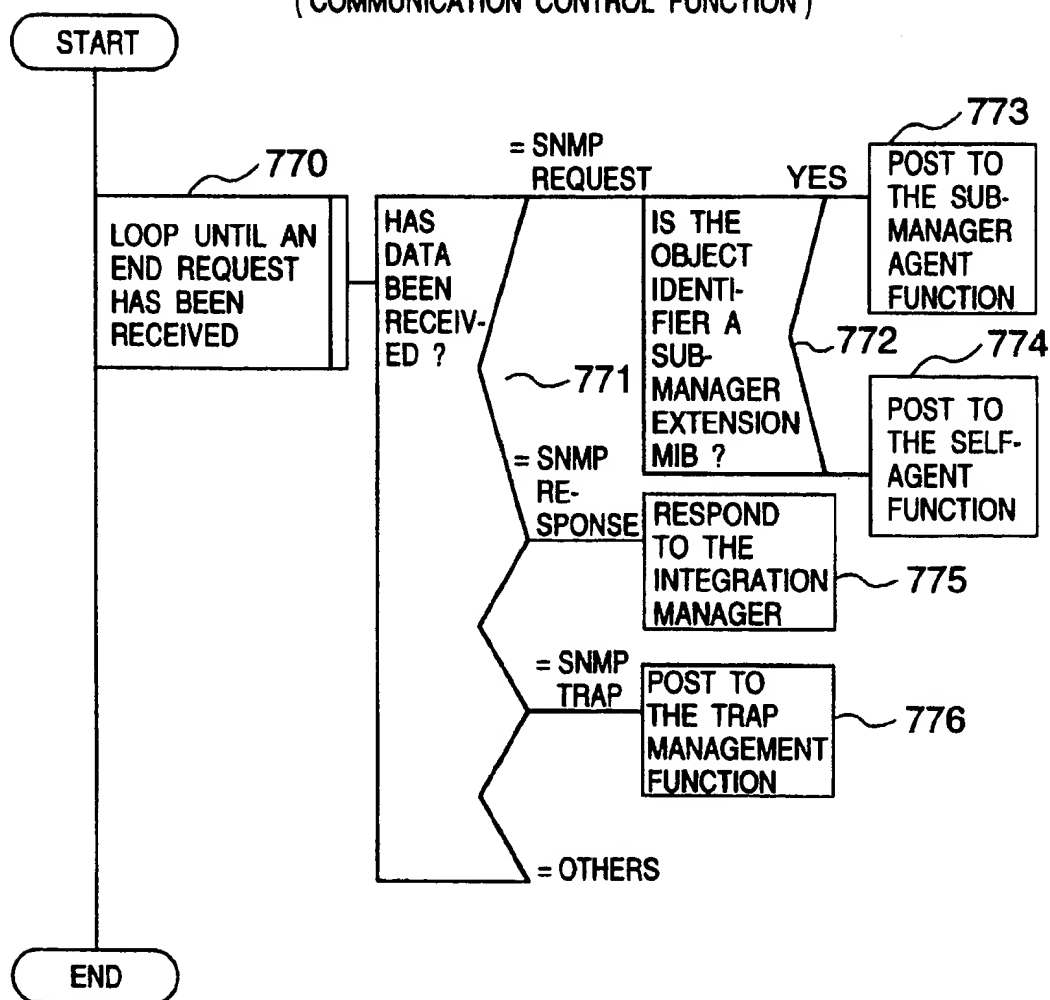 (COMMUNICATION CONTROL FUNCTION)
START
770
LOOP UNTIL AN
END REQUEST
HAS BEEN
RECEIVED
HAS
DATA
BEEN
RECEIV-
ED ?
771
= SNMP
REQUEST
IS THE
OBJECT
IDENTI-
FIER A
SUB-
MANAGER
EXTENSION
MIB ?
YES
772
773
POST TO
THE SUB-
MANAGER
AGENT
FUNCTION
774
POST TO
THE SELF-
AGENT
FUNCTION
= SNMP
RE-
SPONSE
RESPOND
TO THE
INTEGRATION
MANAGER
775
= SNMP
TRAP
POST TO
THE TRAP
MANAGEMENT
FUNCTION
776
= OTHERS
END